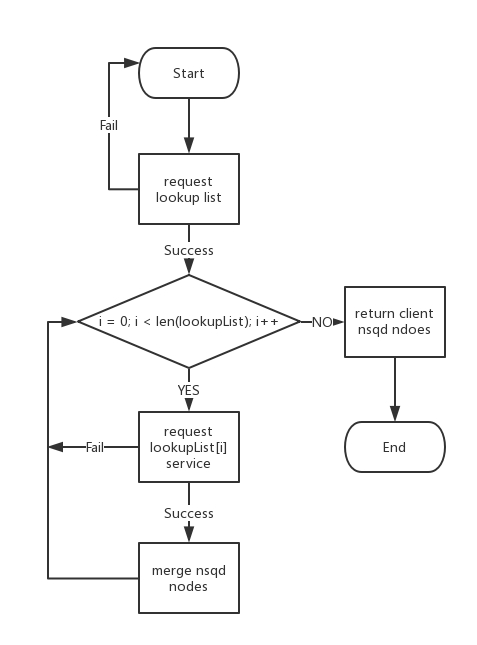 Start
Fail
request
lookup list
Success
i = 0; i < len(lookupList); i++
NO
return client
nsqd ndoes
YES
request
lookupList[i]
service
Fail
End
Success
merge nsqd
nodes